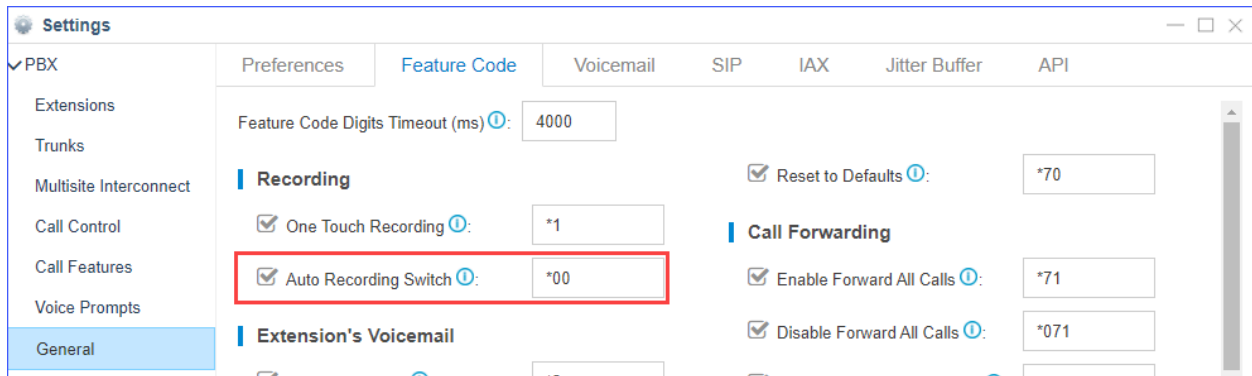 Settings
PBX
Preferences
Feature Code
Voicemail
SIP
IAX
Jitter Buffer
API
Extensions
Trunks
Multisite Interconnect
Call Control
Call Features
Voice Prompts
General
Feature Code Digits Timeout (ms) : 4000
Recording
One Touch Recording : *1
Auto Recording Switch : *00
Extension's Voicemail
Reset to Defaults : *70
Call Forwarding
Enable Forward All Calls : *71
Disable Forward All Calls : *071